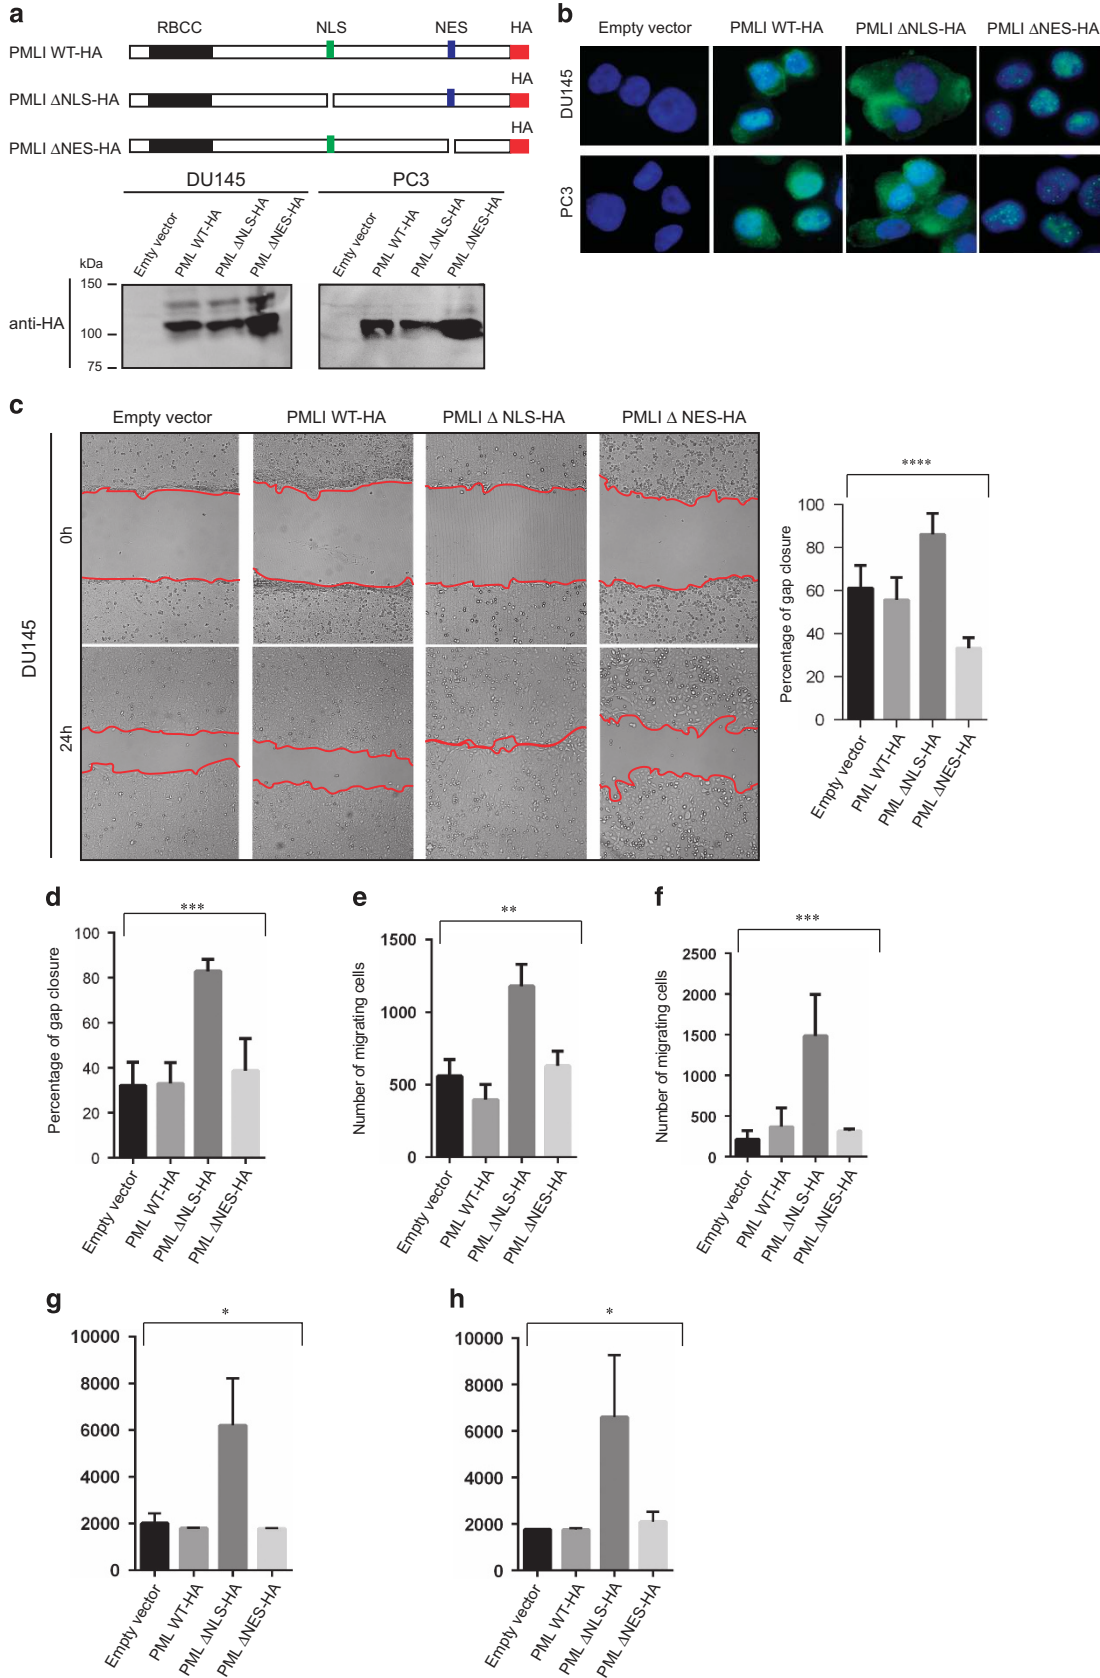 a
RBCC NLS NES HA
PMLI WT-HA
HA
PMLI ΔNLS-HA
HA
PMLI ΔNES-HA
DU145 PC3
Emty vector PML WT-HA PML ΔNLS-HA PML ΔNES-HA
Empty vector PML WT-HA PML ΔNLS-HA PML ΔNES-HA
kDa
150
anti-HA
100
75
b
Empty vector PMLI WT-HA PMLI ΔNLS-HA PMLI ΔNES-HA
DU145
PC3
c
Empty vector PMLI WT-HA PMLI Δ NLS-HA PMLI Δ NES-HA
DU145
0h
24h
****
Percentage of gap closure
100
80
60
40
20
0
Empty vector PML WT-HA PML ΔNLS-HA PML ΔNES-HA
d
***
Percentage of gap closure
100
80
60
40
20
0
Empty vector PML WT-HA PML ΔNLS-HA PML ΔNES-HA
e
**
Number of migrating cells
1500
1000
500
0
Empty vector PML WT-HA PML ΔNLS-HA PML ΔNES-HA
f
***
Number of migrating cells
2500
2000
1500
1000
500
0
Empty vector PML WT-HA PML ΔNLS-HA PML ΔNES-HA
g
*
10000
8000
6000
4000
2000
0
Empty vector PML WT-HA PML ΔNLS-HA PML ΔNES-HA
h
*
10000
8000
6000
4000
2000
0
Empty vector PML WT-HA PML ΔNLS-HA PML ΔNES-HA